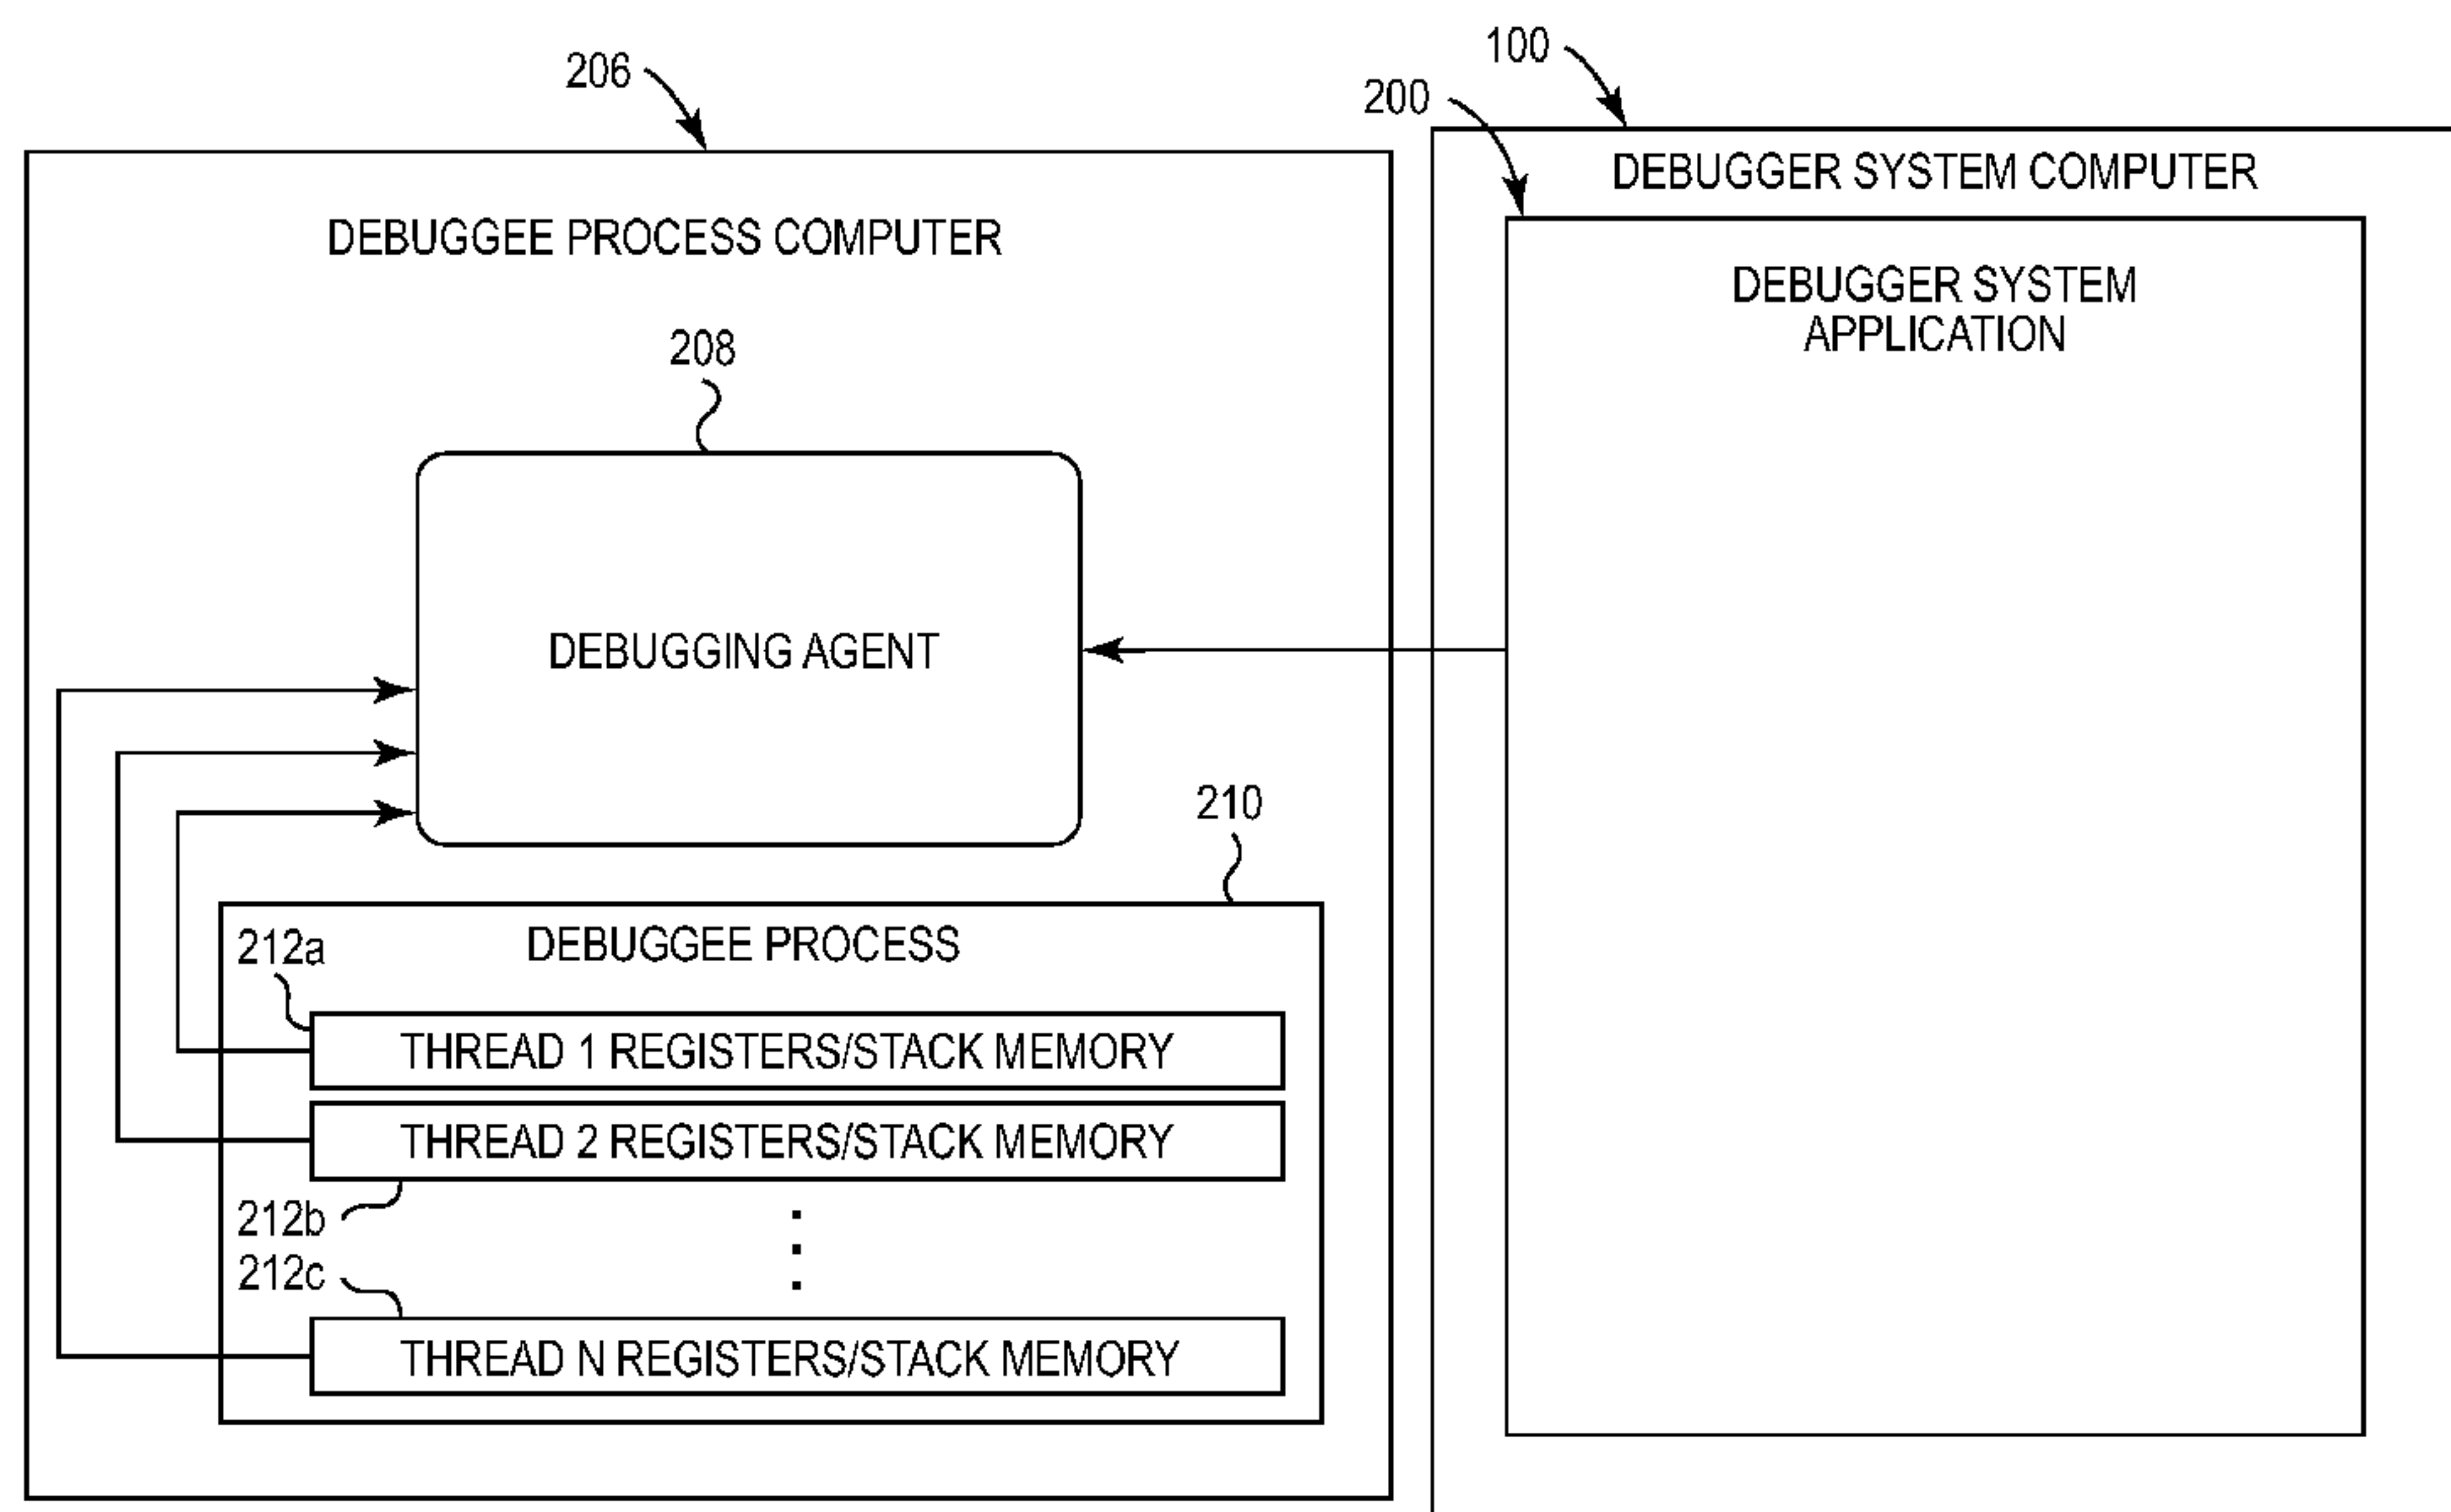 206
100
200
DEBUGGER SYSTEM COMPUTER
DEBUGGEE PROCESS COMPUTER
DEBUGGER SYSTEM
APPLICATION
208
DEBUGGING AGENT
210
212a
DEBUGGEE PROCESS
THREAD 1 REGISTERS/STACK MEMORY
THREAD 2 REGISTERS/STACK MEMORY
212b
212c
THREAD N REGISTERS/STACK MEMORY